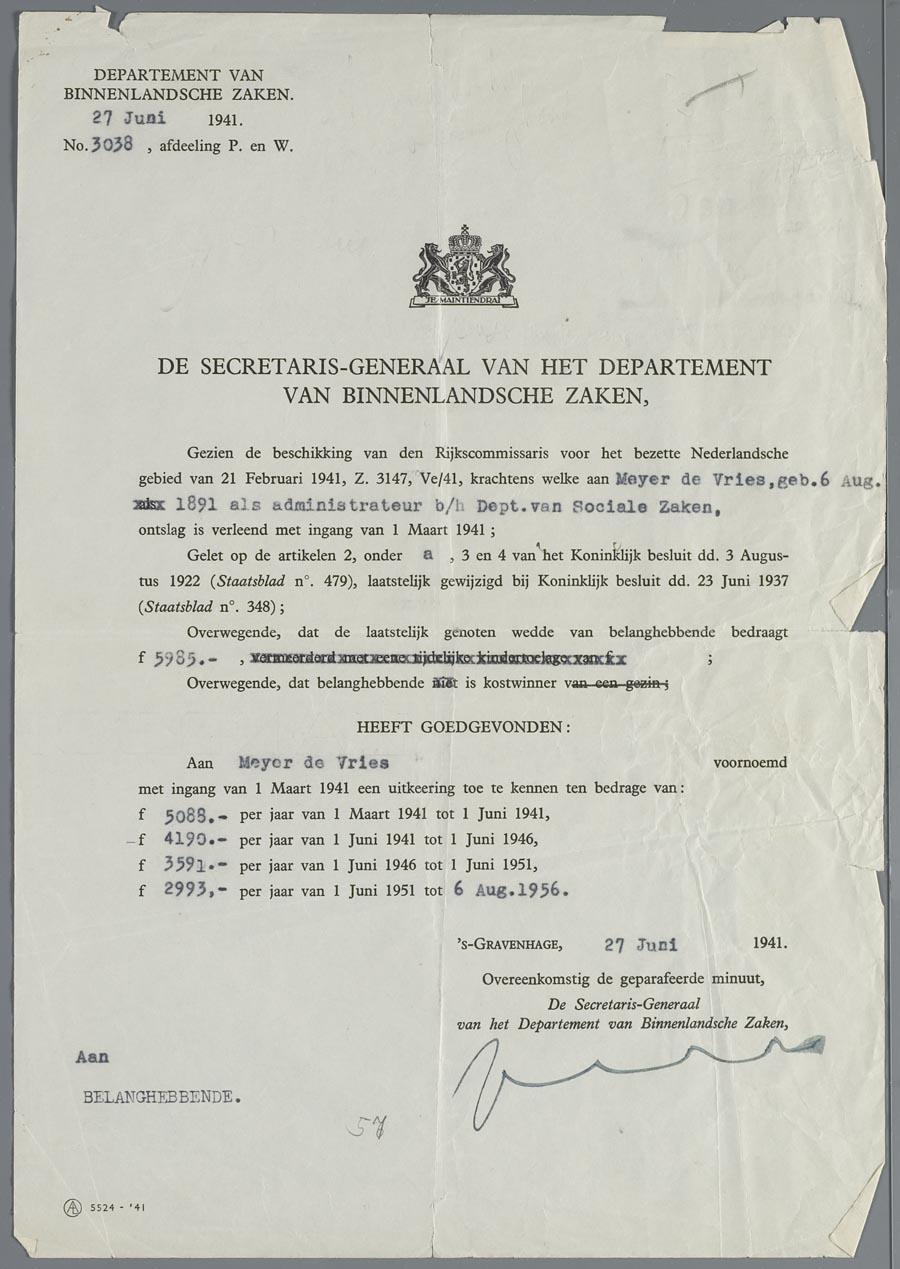 DEPARTEMENT VAN
BINNENLANDSCHE ZAKEN.
27 Juni 1941.
No. 3038 , afdeeling P. en W.
JE MAINTIENDRAI
DE SECRETARIS-GENERAAL VAN HET DEPARTEMENT
VAN BINNENLANDSCHE ZAKEN,
Gezien de beschikking van den Rijkscommissaris voor het bezette Nederlandsche
gebied van 21 Februari 1941, Z. 3147, Ve/41, krachtens welke aan Meyer de Vries,geb.6 Aug.
1891 als administrateur b/h Dept.van Sociale Zaken,
ontslag is verleend met ingang van 1 Maart 1941 ;
Gelet op de artikelen 2, onder a , 3 en 4 van het Koninklijk besluit dd. 3 Augus-
tus 1922 (Staatsblad n°. 479), laatstelijk gewijzigd bij Koninklijk besluit dd. 23 Juni 1937
(Staatsblad n°. 348) ;
Overwegende, dat de laatstelijk genoten wedde van belanghebbende bedraagt
f 5985.- , vermeerderd met eene tijdelijke kindertoelage van f ;
Overwegende, dat belanghebbende niet is kostwinner van een gezin ;
HEEFT GOEDGEVONDEN :
Aan Meyer de Vries voornoemd
met ingang van 1 Maart 1941 een uitkeering toe te kennen ten bedrage van :
f 5088.- per jaar van 1 Maart 1941 tot 1 Juni 1941,
f 4190.- per jaar van 1 Juni 1941 tot 1 Juni 1946,
f 3591.- per jaar van 1 Juni 1946 tot 1 Juni 1951,
f 2993,- per jaar van 1 Juni 1951 tot 6 Aug.1956.
'S-GRAVENHAGE, 27 Juni 1941.
Overeenkomstig de geparafeerde minuut,
De Secretaris-Generaal
van het Departement van Binnenlandsche Zaken,
Aan
BELANGHEBBENDE.
57
5524 - '41